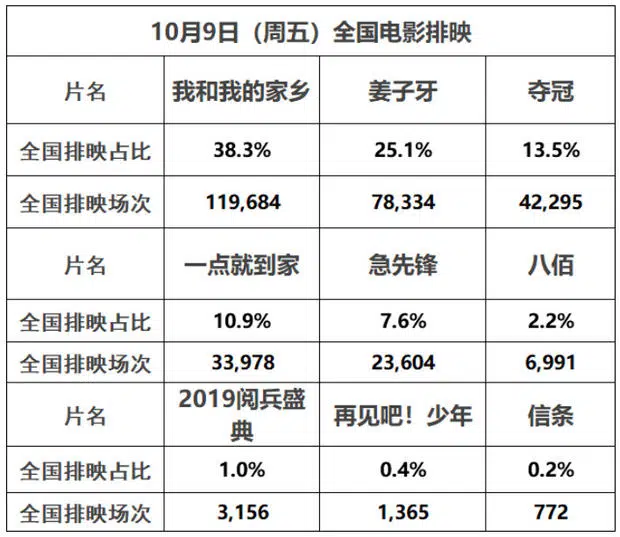 10月9日（周五）全国电影排映
片名 我和我的家乡 姜子牙 夺冠
全国排映占比 38.3% 25.1% 13.5%
全国排映场次 119,684 78,334 42,295
片名 一点就到家 急先锋 八佰
全国排映占比 10.9% 7.6% 2.2%
全国排映场次 33,978 23,604 6,991
片名 2019阅兵盛典 再见吧！少年 信条
全国排映占比 1.0% 0.4% 0.2%
全国排映场次 3,156 1,365 772